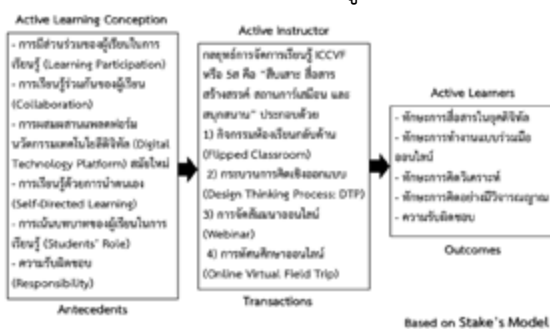 Active Learning Conception
- การมีส่วนร่วมของผู้เรียนในการ
เรียนรู้ (Learning Participation)
- การเรียนรู้ร่วมกันของผู้เรียน
(Collaboration)
- การผสมผสานแพลตฟอร์ม
นวัตกรรมเทคโนโลยีดิจิทัล (Digital
Technology Platform) สมัยใหม่
- การเรียนรู้ด้วยการนำตนเอง
(Self-Directed Learning)
- การเน้นบทบาทของผู้เรียนในการ
เรียนรู้ (Students' Role)
- ความรับผิดชอบ
(Responsibility)
Antecedents
Active Instructor
กลยุทธ์การจัดการเรียนรู้ ICCVF
หรือ 5ส คือ "สืบเสาะ สื่อสาร
สร้างสรรค์ สถานการ์เสมือน และ
สนุกสนาน" ประกอบด้วย
1) กิจกรรมห้องเรียนกลับด้าน
(Flipped Classroom)
2) กระบวนการคิดเชิงออกแบบ
(Design Thinking Process: DTP)
3) การจัดสัมมนาออนไลน์
(Webinar)
4) การทัศนศึกษาออนไลน์
(Online Virtual Field Trip)
Transactions
Active Learners
- ทักษะการสื่อสารในยุคดิจิทัล
- ทักษะการทำงานแบบร่วมมือ
ออนไลน์
- ทักษะการคิดวิเคราะห์
- ทักษะการคิดอย่างมีวิจารณญาณ
- ความรับผิดชอบ
Outcomes
Based on Stake's Model